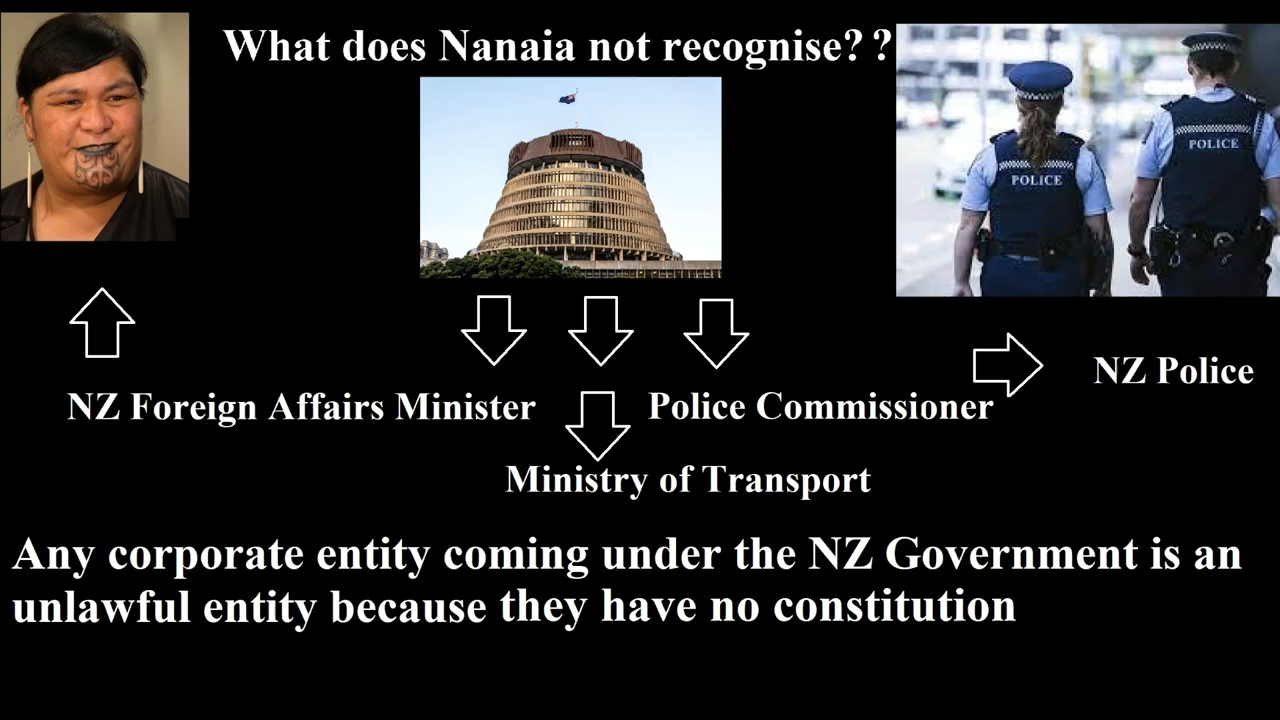 What does Nanaia not recognise? ?
POLICE
POLICE
NZ Police
NZ Foreign Affairs Minister
Police Commissioner
Ministry of Transport
Any corporate entity coming under the NZ Government is an
unlawful entity because they have no constitution